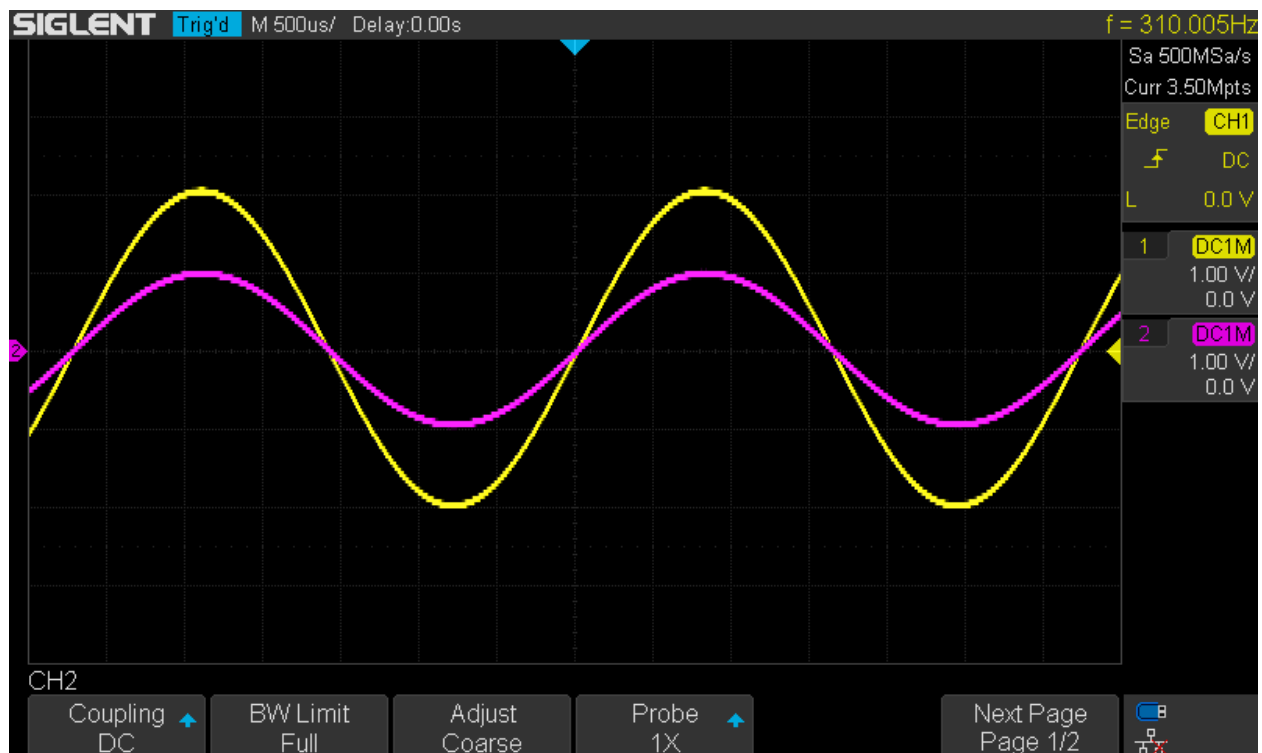 SIGLENT Trig'd M 500us/ Delay:0.00s f = 310.005Hz
Sa 500MSa/s
Curr 3.50Mpts
Edge CH1
DC
L 0.0 V
1 DC1M
1.00 V/
0.0 V
2 DC1M
1.00 V/
0.0 V
2
CH2
Coupling BW Limit Adjust Probe Next Page
DC Full Coarse 1X Page 1/2